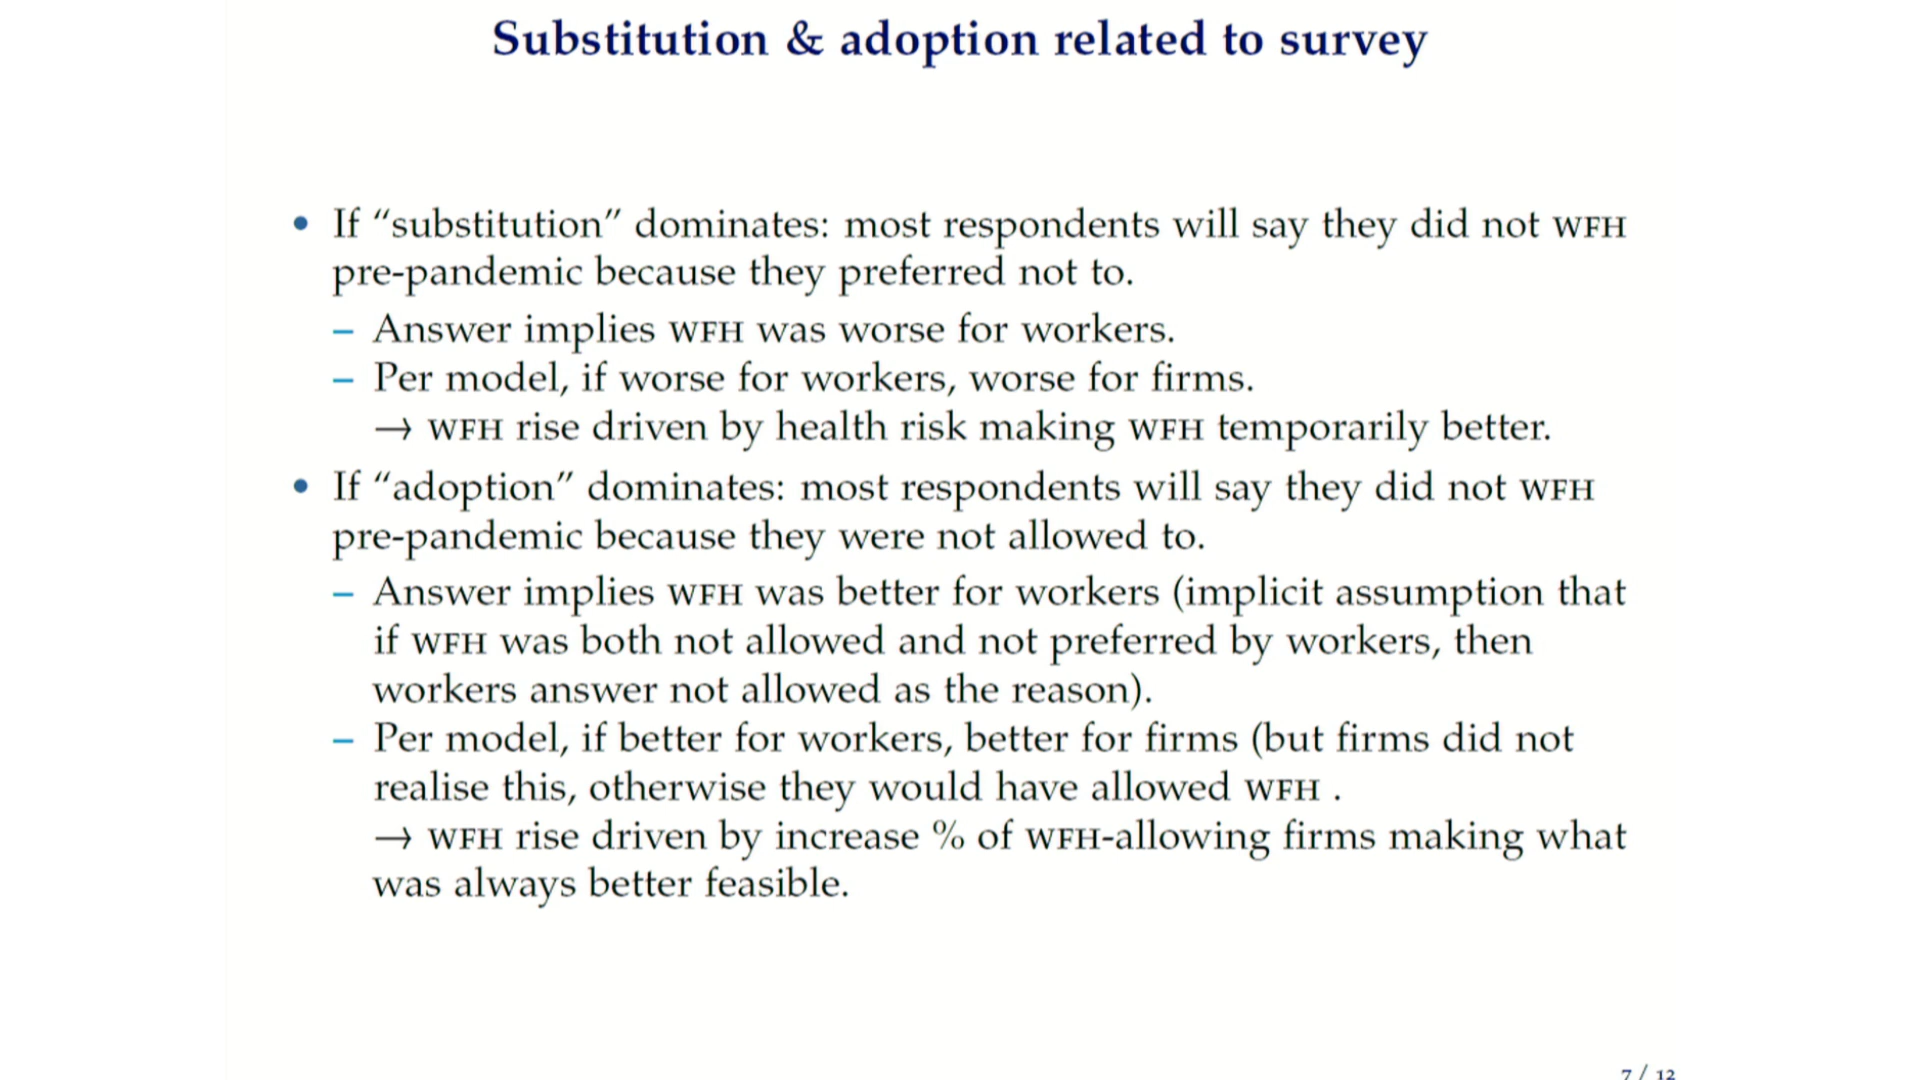 Substitution & adoption related to survey
• If “substitution” dominates: most respondents will say they did not WFH
pre-pandemic because they preferred not to.
– Answer implies WFH was worse for workers.
– Per model, if worse for workers, worse for firms.
→ WFH rise driven by health risk making WFH temporarily better.
• If “adoption” dominates: most respondents will say they did not WFH
pre-pandemic because they were not allowed to.
– Answer implies WFH was better for workers (implicit assumption that
if WFH was both not allowed and not preferred by workers, then
workers answer not allowed as the reason).
– Per model, if better for workers, better for firms (but firms did not
realise this, otherwise they would have allowed WFH .
→ WFH rise driven by increase % of WFH-allowing firms making what
was always better feasible.
7 / 12